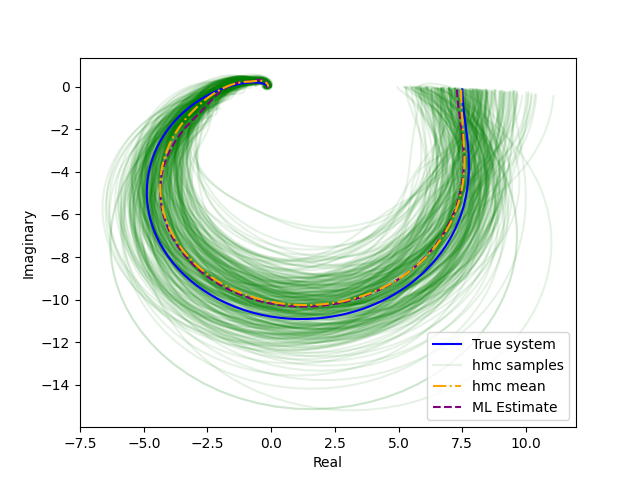 0
−2
−4
−6
−8
−10
−12
−14
Imaginary
−7.5
−5.0
−2.5
0.0
2.5
5.0
7.5
10.0
Real
True system
hmc samples
hmc mean
ML Estimate